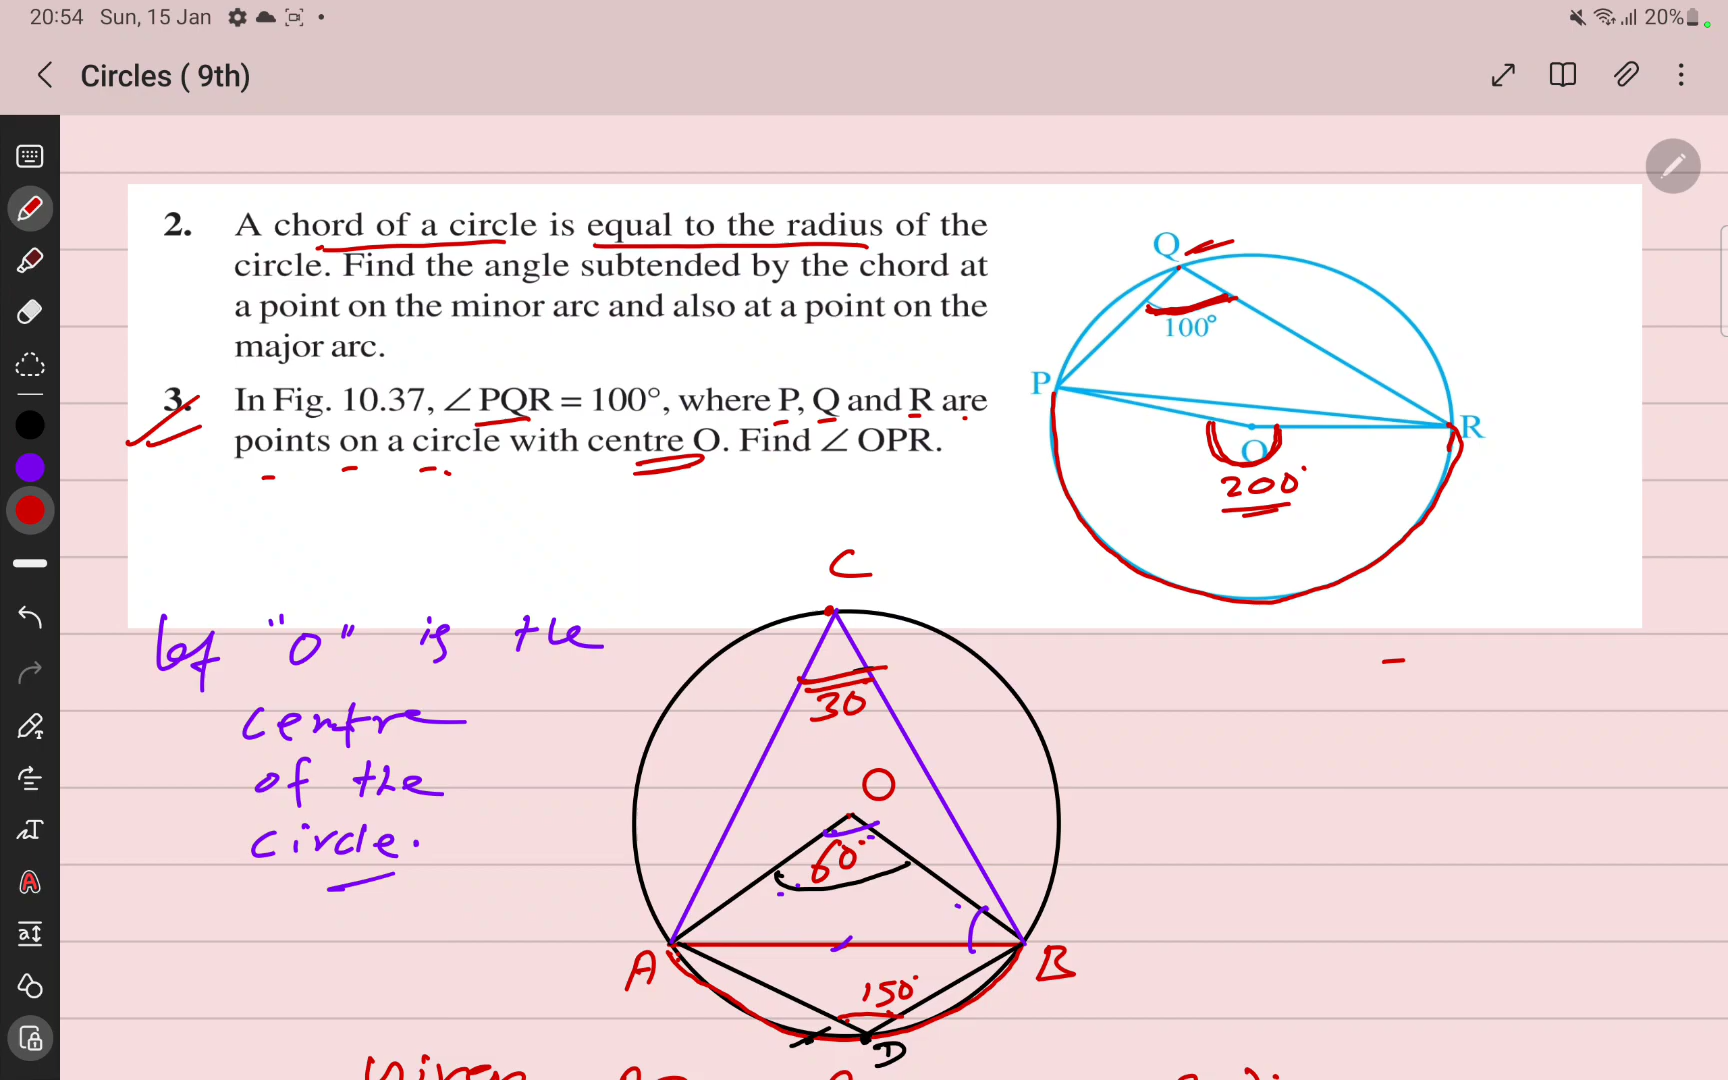 20:54 Sun, 15 Jan
20%
Circles ( 9th)
2. A chord of a circle is equal to the radius of the
circle. Find the angle subtended by the chord at
a point on the minor arc and also at a point on the
major arc.
3. In Fig. 10.37, ∠ PQR = 100°, where P, Q and R are
points on a circle with centre O. Find ∠ OPR.
Q
100°
P
R
O
200°
let "O" is the
centre
of the
circle.
C
30
O
60°
A
B
150°
D